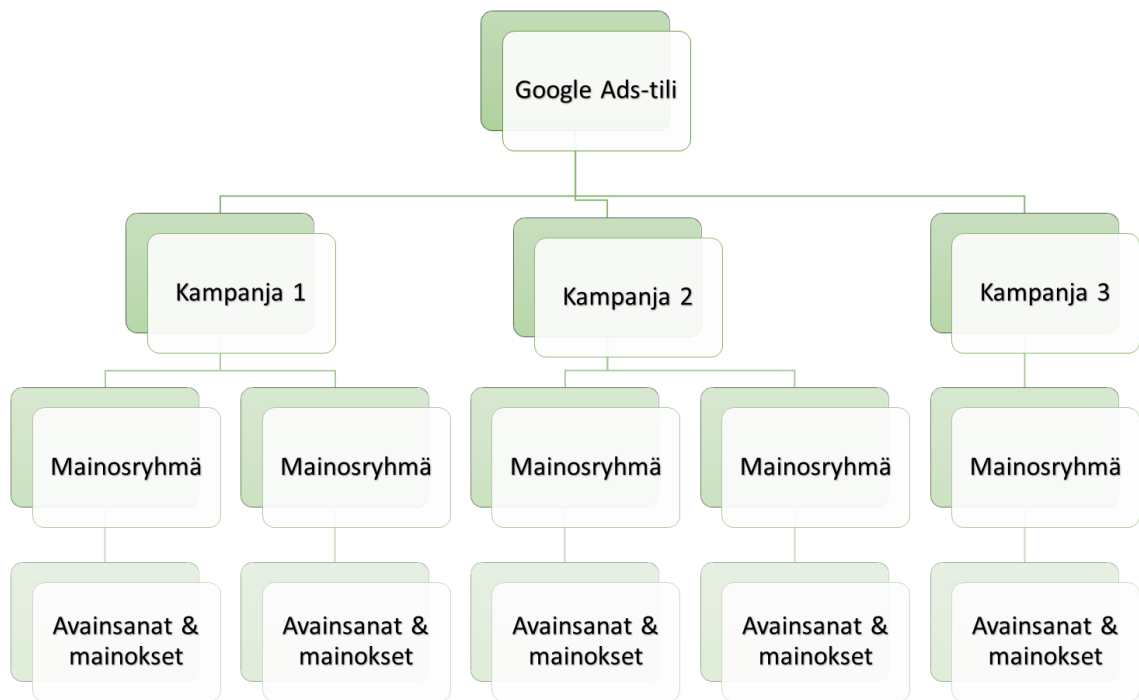 Google Ads-tili
Kampanja 1
Kampanja 2
Kampanja 3
Mainosryhmä
Mainosryhmä
Mainosryhmä
Mainosryhmä
Mainosryhmä
Avainsanat &
mainokset
Avainsanat &
mainokset
Avainsanat &
mainokset
Avainsanat &
mainokset
Avainsanat &
mainokset